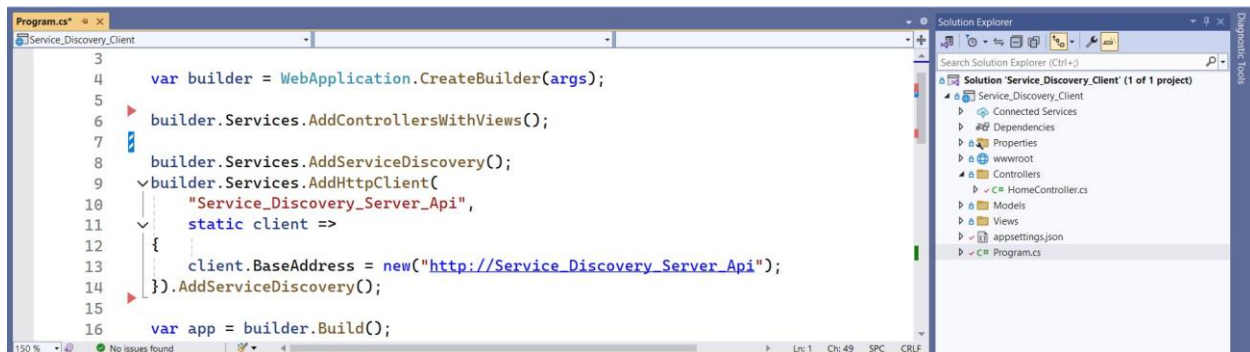 Program.cs*
Service_Discovery_Client
3
4 var builder = WebApplication.CreateBuilder(args);
5
6 builder.Services.AddControllersWithViews();
7
8 builder.Services.AddServiceDiscovery();
9 builder.Services.AddHttpClient(
10 "Service_Discovery_Server_Api",
11 static client =>
12 {
13 client.BaseAddress = new("http://Service_Discovery_Server_Api");
14 }).AddServiceDiscovery();
15
16 var app = builder.Build();
150 % No issues found Ln: 1 Ch: 49 SPC CRLF
Solution Explorer
Search Solution Explorer (Ctrl+;)
Solution 'Service_Discovery_Client' (1 of 1 project)
Service_Discovery_Client
Connected Services
Dependencies
Properties
wwwroot
Controllers
C# HomeController.cs
Models
Views
appsettings.json
C# Program.cs
Diagnostic Tools